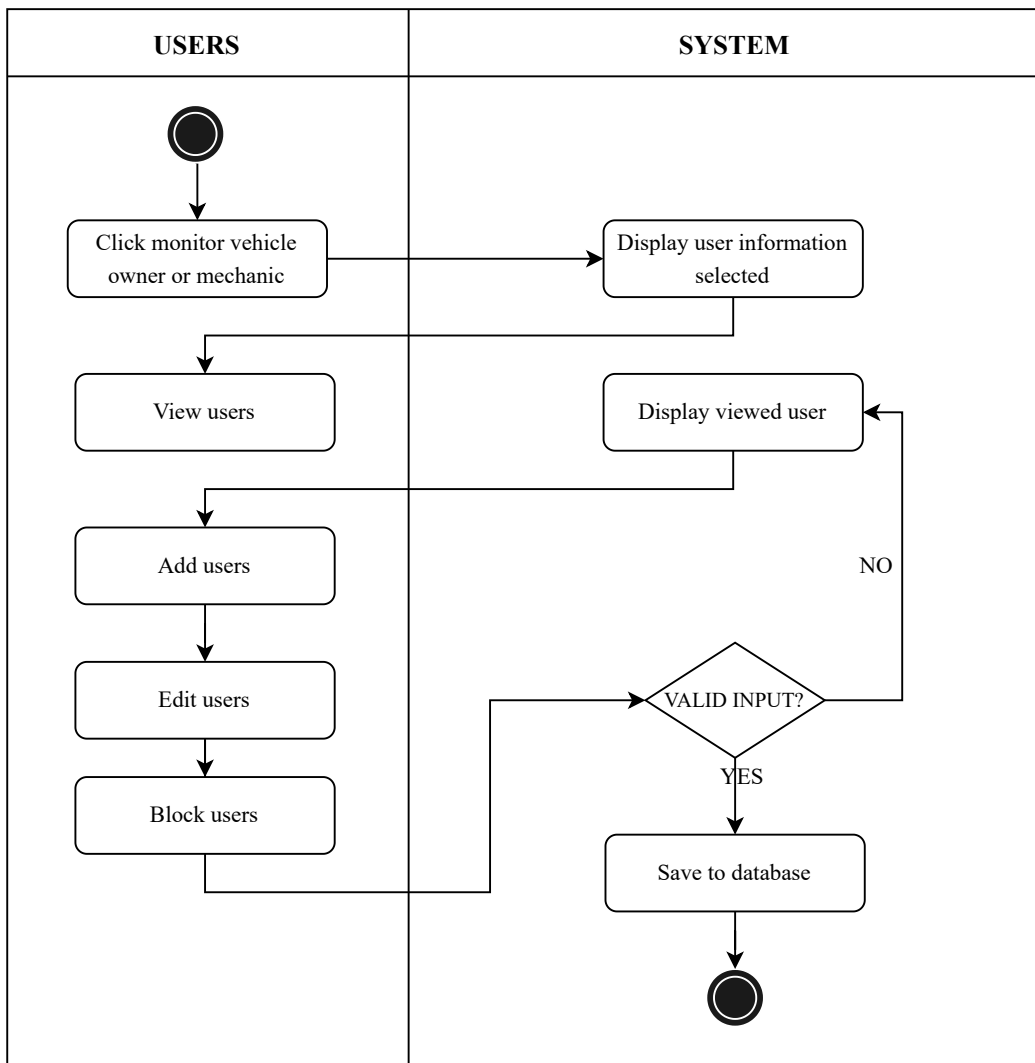 USERS
SYSTEM
Click monitor vehicle
owner or mechanic
Display user information
selected
View users
Display viewed user
Add users
NO
Edit users
VALID INPUT?
YES
Block users
Save to database